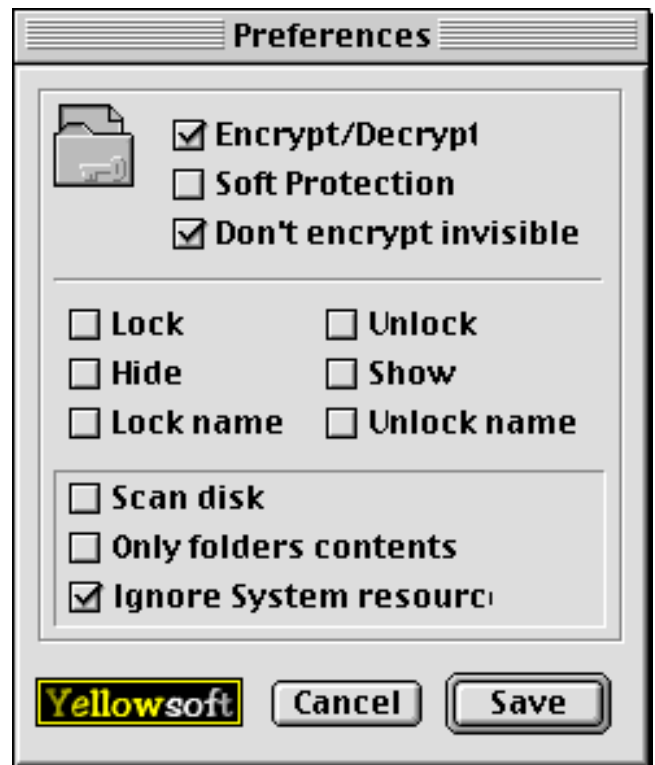 Preferences
Encrypt/Decrypt
Soft Protection
Don't encrypt invisible
Lock Unlock
Hide Show
Lock name Unlock name
Scan disk
Only folders contents
Ignore System resourc
Yellowsoft Cancel Save